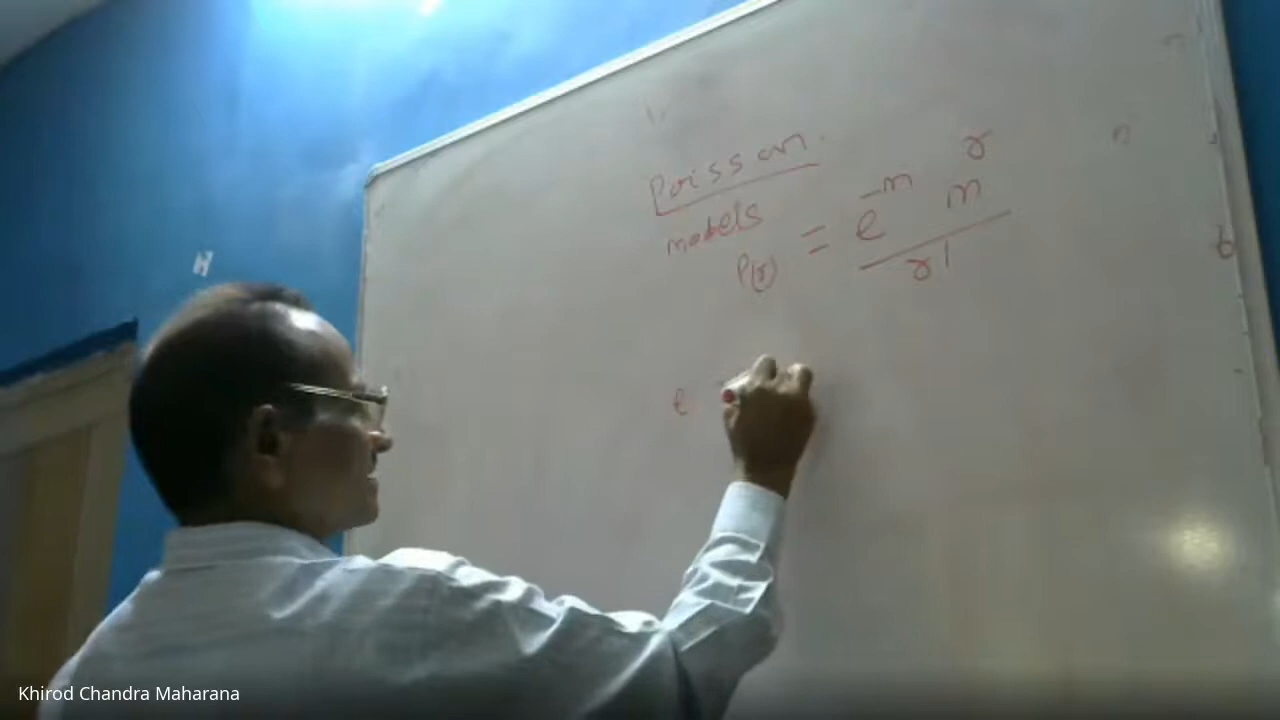 Poisson.
models
P(r) = e^-m m^r / r!
e
Khirod Chandra Maharana